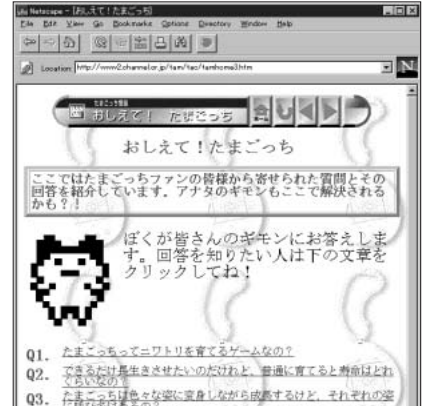 Netscape - [おしえて！たまごっち]
File Edit View Go Bookmarks Options Directory Window Help
Location: http://www2.channel.or.jp/tam/tac/tamhome3.htm
N
おしえて！ たまごっち
おしえて！たまごっち
ここではたまごっちファンの皆様から寄せられた質問とその
回答を紹介しています。アナタのギモンもここで解決される
かも？！
ぼくが皆さんのギモンにお答えしま
す。回答を知りたい人は下の文章を
クリックしてね！
Q1. たまごっちってニワトリを育てるゲームなの？
Q2. できるだけ長生きさせたいのだけれど、普通に育てると寿命はどれ
くらいなの？
Q3. たまごっちは色々な姿に変身しながら成長するけど、それぞれの姿